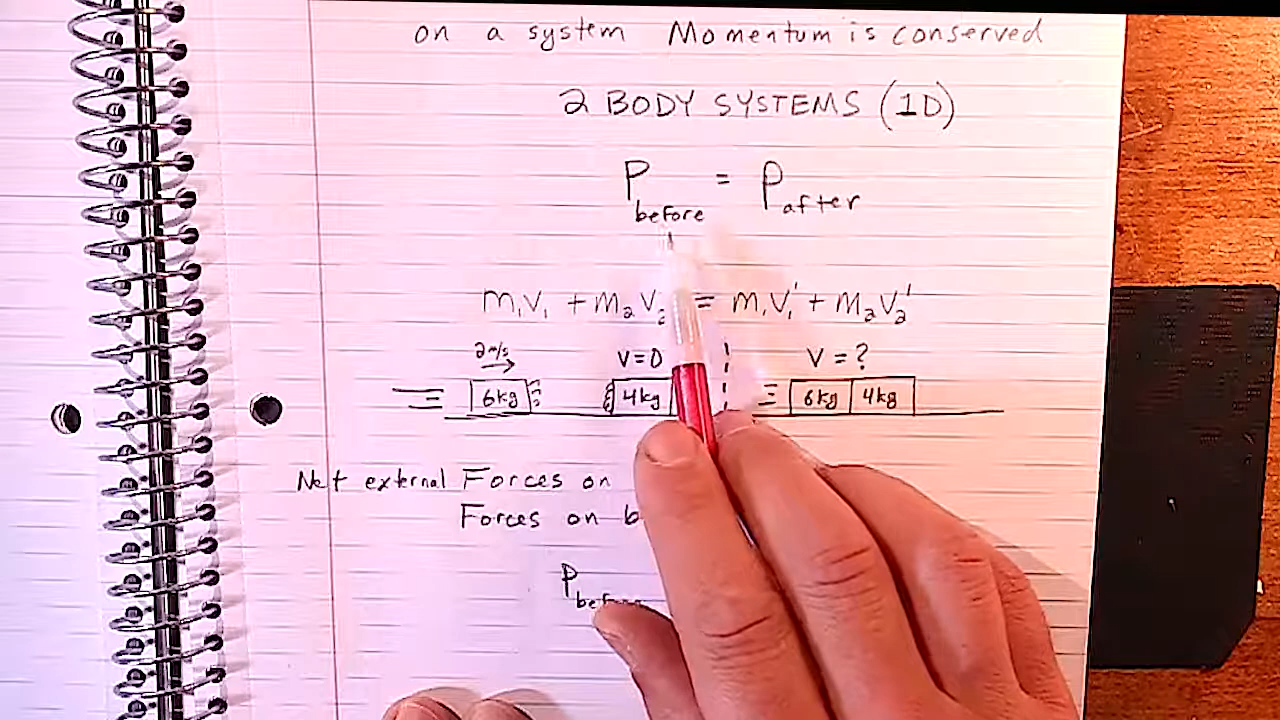 on a system Momentum is conserved
2 BODY SYSTEMS (1D)
P before = P after
m₁v₁ + m₂v₂ = m₁v₁' + m₂v₂'
2 m/s V=0 V=?
6kg 4kg 6kg 4kg
Net external Forces on
Forces on
P before